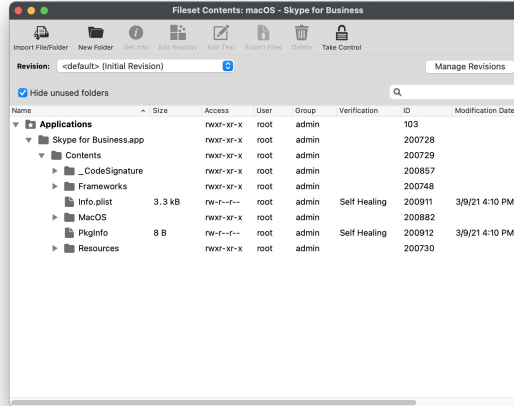 Fileset Contents: macOS - Skype for Business
Import File/Folder New Folder Get Info Edit Registry Edit Text Export Files Delete Take Control
Revision: <default> (Initial Revision) Manage Revisions
Hide unused folders
Name Size Access User Group Verification ID Modification Date
Applications rwxr-xr-x root admin 103
Skype for Business.app rwxr-xr-x root admin 200728
Contents rwxr-xr-x root admin 200729
_CodeSignature rwxr-xr-x root admin 200857
Frameworks rwxr-xr-x root admin 200748
Info.plist 3.3 kB rw-r--r-- root admin Self Healing 200911 3/9/21 4:10 PM
MacOS rwxr-xr-x root admin 200882
PkgInfo 8 B rw-r--r-- root admin Self Healing 200912 3/9/21 4:10 PM
Resources rwxr-xr-x root admin 200730